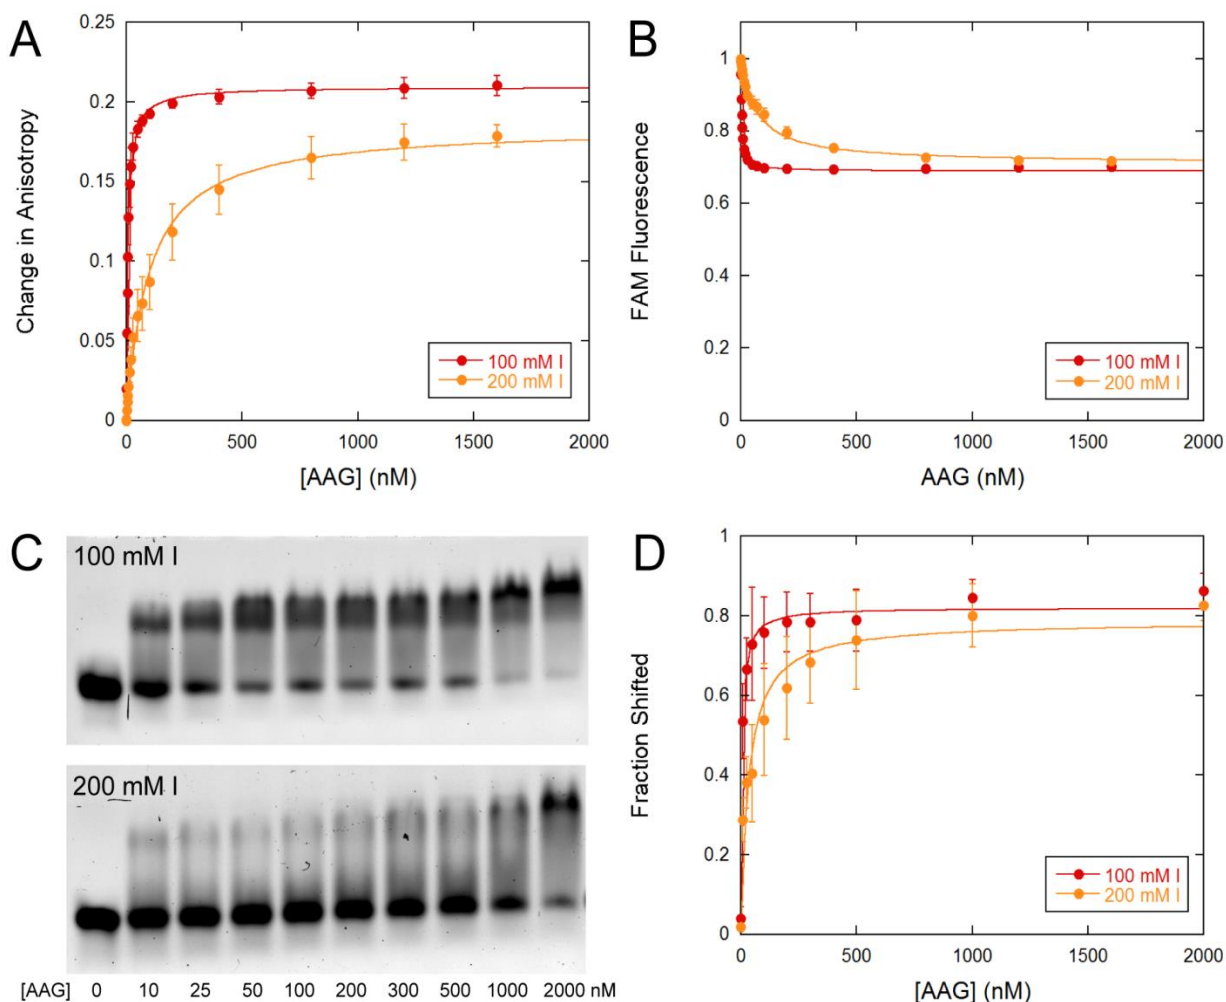 A
0.25
0.2
0.15
0.1
0.05
0
Change in Anisotropy
100 mM I
200 mM I
0 500 1000 1500 2000
[AAG] (nM)
B
1
0.8
0.6
0.4
0.2
0
FAM Fluorescence
100 mM I
200 mM I
0 500 1000 1500 2000
AAG (nM)
C
100 mM I
200 mM I
[AAG] 0 10 25 50 100 200 300 500 1000 2000 nM
D
1
0.8
0.6
0.4
0.2
0
Fraction Shifted
100 mM I
200 mM I
0 500 1000 1500 2000
[AAG] (nM)